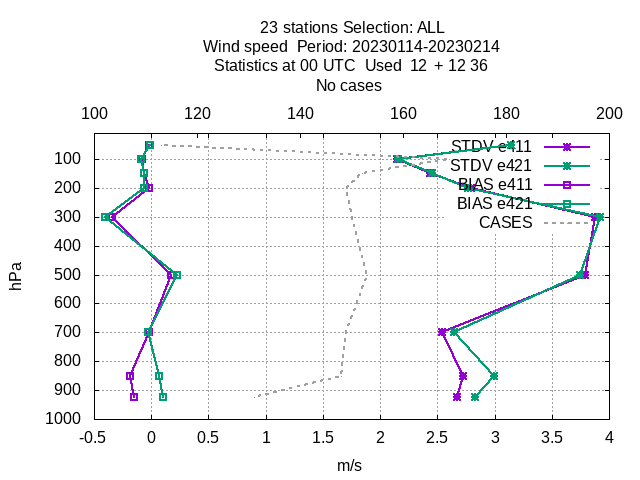 23 stations Selection: ALL
Wind speed  Period: 20230114-20230214
Statistics at 00 UTC  Used  12  + 12 36
No cases
100 120 140 160 180 200
STDV e411
STDV e421
BIAS e411
BIAS e421
CASES
hPa
100
200
300
400
500
600
700
800
900
1000
-0.5 0 0.5 1 1.5 2 2.5 3 3.5 4
m/s